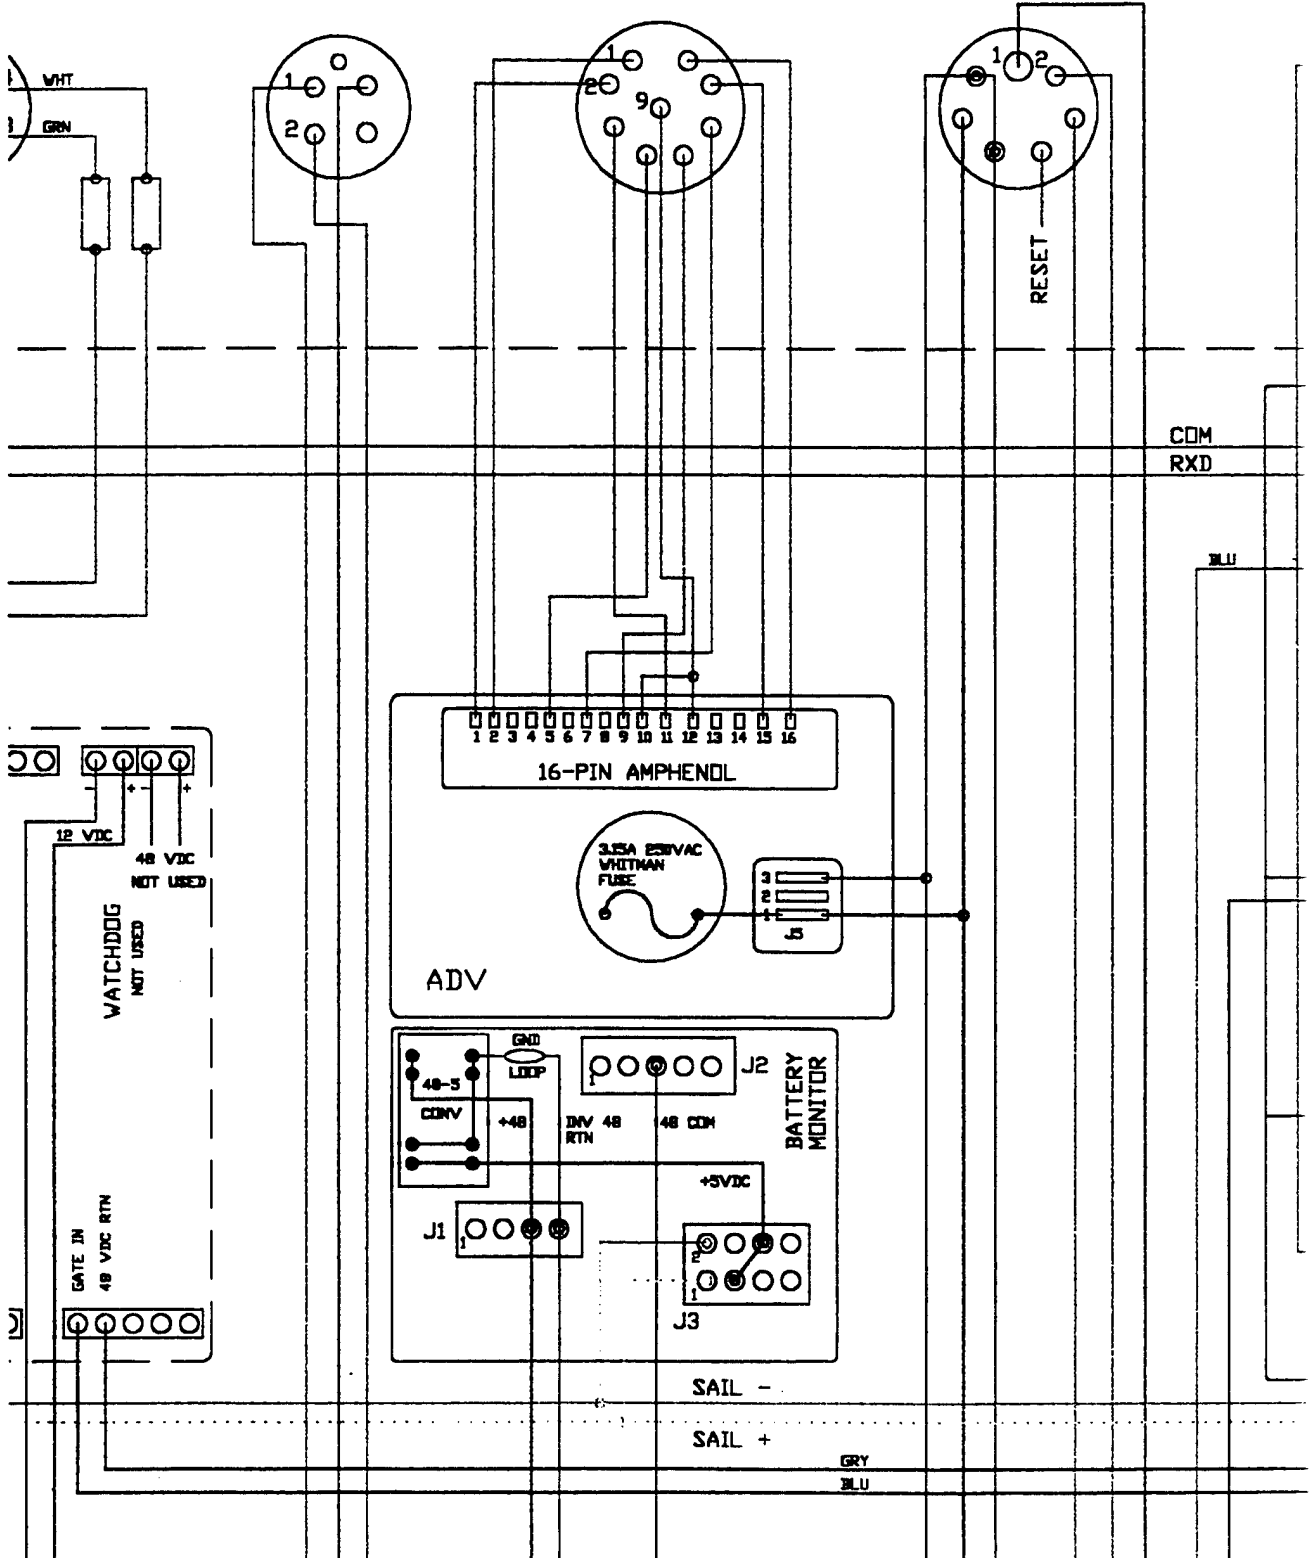 WHT
GRN
1
2
1
2
9
1 2
RESET
COM
RXD
BLU
1 2 3 4 5 6 7 8 9 10 11 12 13 14 15 16
16-PIN AMPHENOL
- + - +
12 VDC
48 VDC
NOT USED
WATCHDOG
NOT USED
3.15A 250VAC
WHITMAN
FUSE
3
2
1
J5
ADV
GND
LOOP
48-5
CONV
+48
INV 48
RTN
48 COM
1
J2
BATTERY
MONITOR
+5VDC
J1
1
2
1
J3
GATE IN
48 VDC RTN
SAIL -
SAIL +
GRY
BLU